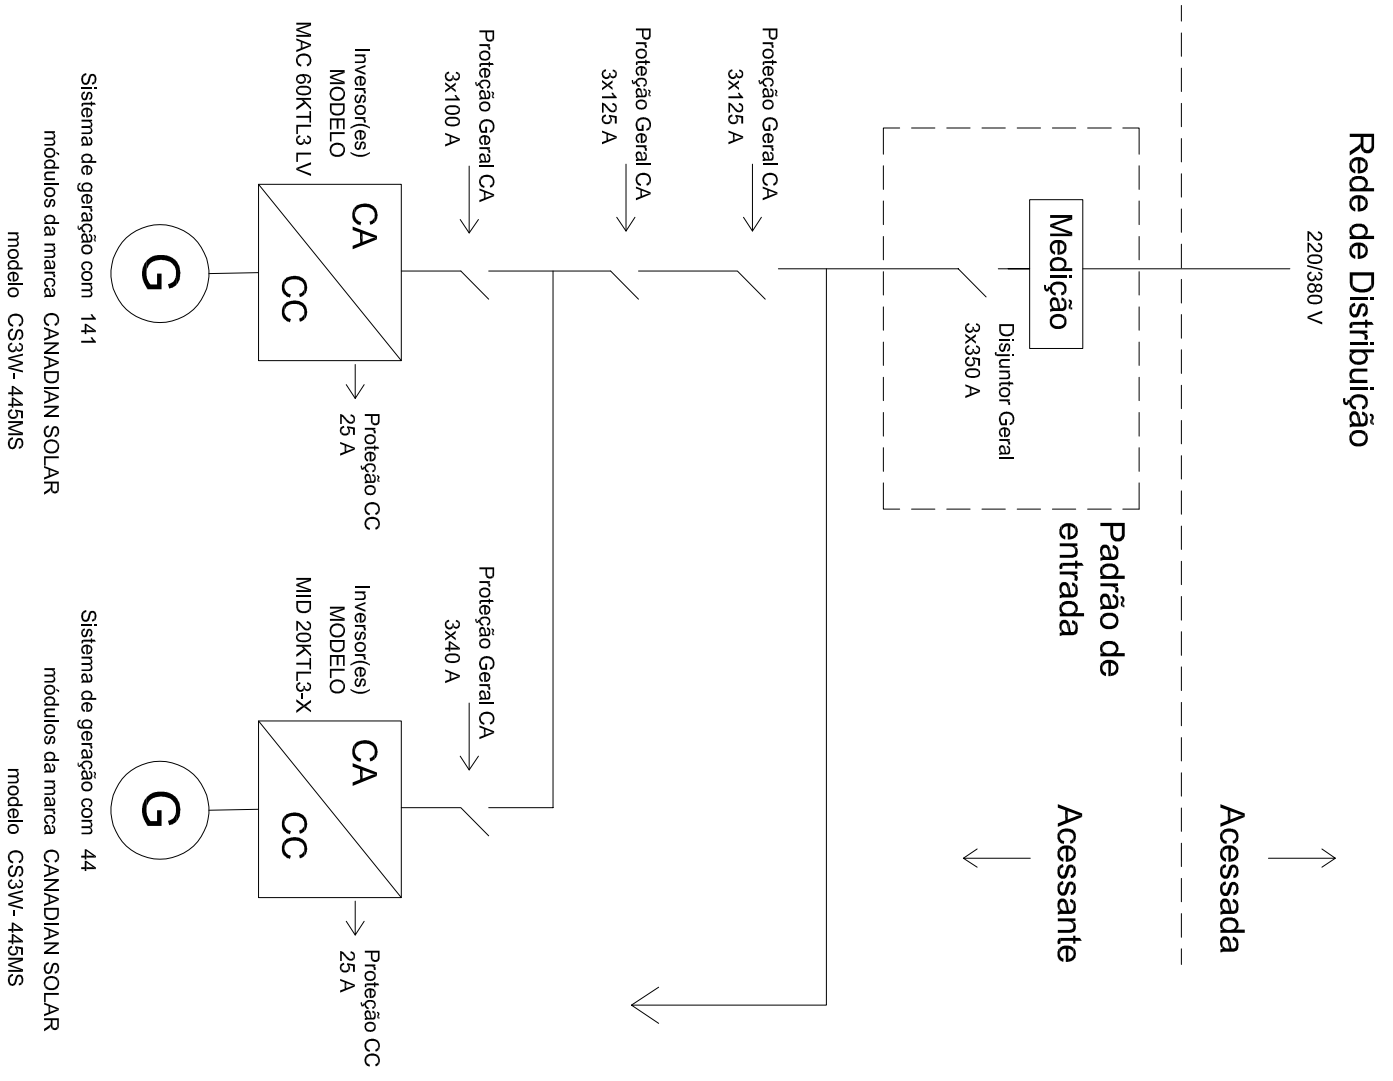 Rede de Distribuição
220/380 V
Acessada
Acessante
Padrão de
entrada
Medição
Disjuntor Geral
3x350 A
Proteção Geral CA
3x125 A
Proteção Geral CA
3x125 A
Proteção Geral CA
3x100 A
Inversor(es)
MODELO
MAC 60KTL3 LV
CA
CC
Proteção CC
25 A
G
Sistema de geração com 141
módulos da marca CANADIAN SOLAR
modelo CS3W- 445MS
Proteção Geral CA
3x40 A
Inversor(es)
MODELO
MID 20KTL3-X
CA
CC
Proteção CC
25 A
G
Sistema de geração com 44
módulos da marca CANADIAN SOLAR
modelo CS3W- 445MS